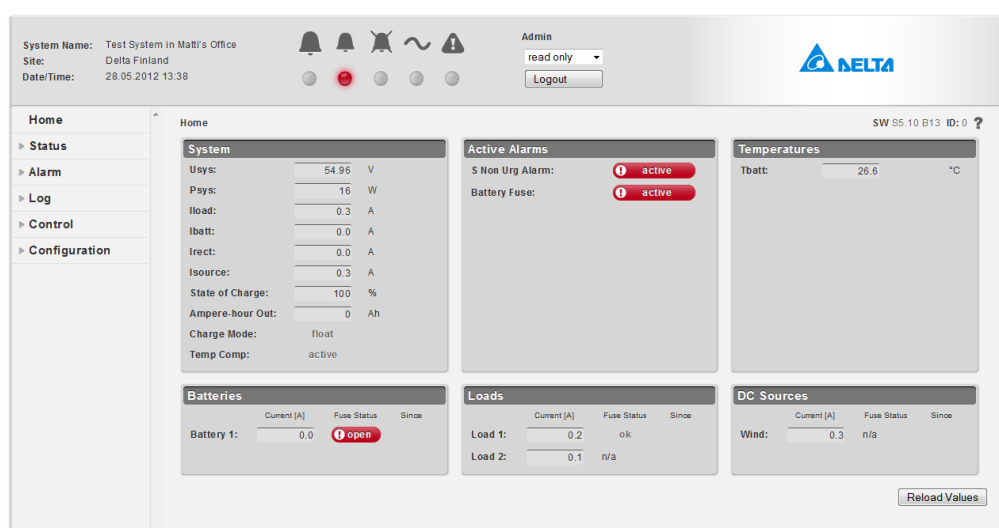 System Name: Test System in Matti's Office
Site: Delta Finland
Date/Time: 28.05.2012 13:38
Admin
read only
Logout
DELTA
Home
Status
Alarm
Log
Control
Configuration
Home
SW S5.10 B13 ID: 0 ?
System
Usys: 54.96 V
Psys: 16 W
Iload: 0.3 A
Ibatt: 0.0 A
Irect: 0.0 A
Isource: 0.3 A
State of Charge: 100 %
Ampere-hour Out: 0 Ah
Charge Mode: float
Temp Comp: active
Active Alarms
S Non Urg Alarm: active
Battery Fuse: active
Temperatures
Tbatt: 26.6 °C
Batteries
Current [A] Fuse Status Since
Battery 1: 0.0 open
Loads
Current [A] Fuse Status Since
Load 1: 0.2 ok
Load 2: 0.1 n/a
DC Sources
Current [A] Fuse Status Since
Wind: 0.3 n/a
Reload Values